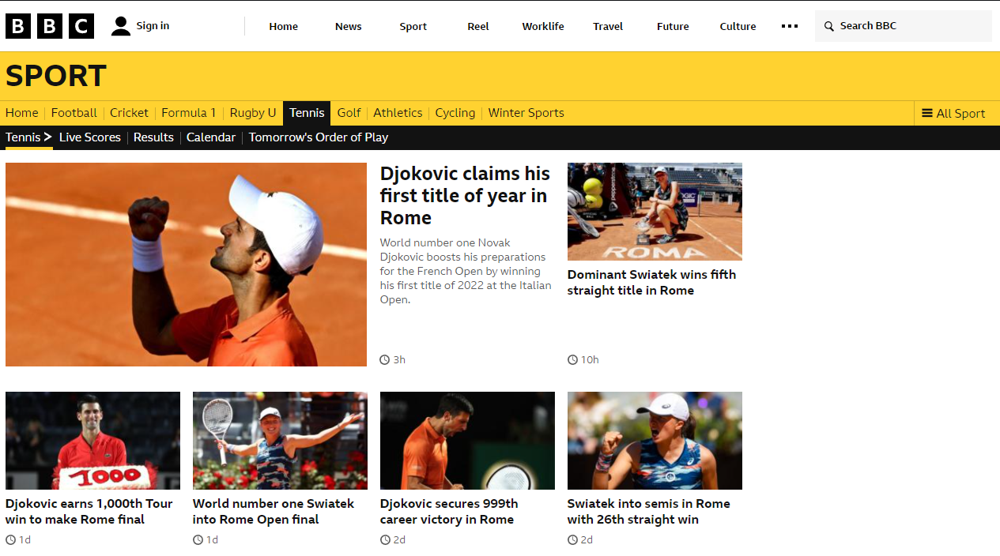 BBC
Sign in
Home
News
Sport
Reel
Worklife
Travel
Future
Culture
Search BBC
SPORT
Home
Football
Cricket
Formula 1
Rugby U
Tennis
Golf
Athletics
Cycling
Winter Sports
All Sport
Tennis
Live Scores
Results
Calendar
Tomorrow's Order of Play
Djokovic claims his
first title of year in
Rome
World number one Novak
Djokovic boosts his preparations
for the French Open by winning
his first title of 2022 at the Italian
Open.
3h
pepperstone
ROMA
Dominant Swiatek wins fifth
straight title in Rome
10h
1000
Djokovic earns 1,000th Tour
win to make Rome final
1d
World number one Swiatek
into Rome Open final
1d
Djokovic secures 999th
career victory in Rome
2d
Swiatek into semis in Rome
with 26th straight win
2d